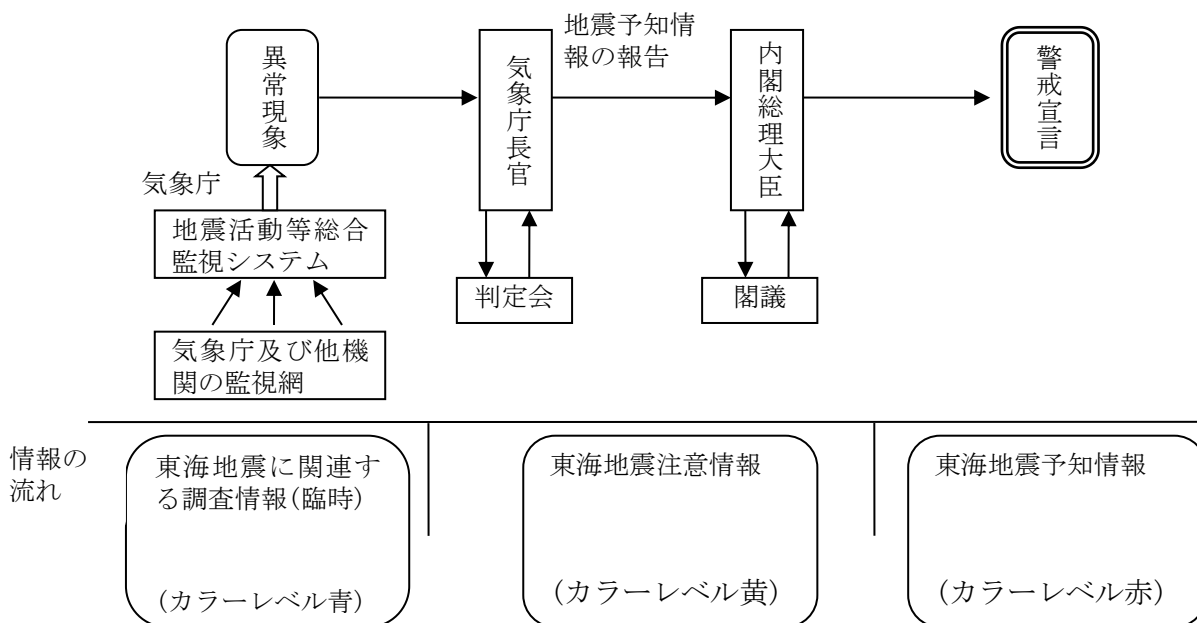 異常現象
気象庁長官
地震予知情
報の報告
内閣総理大臣
警戒宣言
気象庁
地震活動等総合
監視システム
判定会
閣議
気象庁及び他機
関の監視網
情報の
流れ
東海地震に関連す
る調査情報(臨時)
(カラーレベル青)
東海地震注意情報
(カラーレベル黄)
東海地震予知情報
(カラーレベル赤)